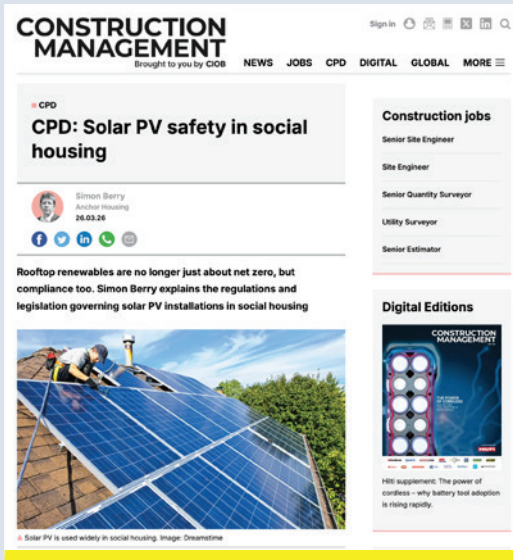 CONSTRUCTION
MANAGEMENT
Brought to you by CIOB
Sign in
NEWS JOBS CPD DIGITAL GLOBAL MORE
CPD
CPD: Solar PV safety in social
housing
Simon Berry
Anchor Housing
26.03.26
Rooftop renewables are no longer just about net zero, but
compliance too. Simon Berry explains the regulations and
legislation governing solar PV installations in social housing
Solar PV is used widely in social housing. Image: Dreamstime
Construction jobs
Senior Site Engineer
Site Engineer
Senior Quantity Surveyor
Utility Surveyor
Senior Estimator
Digital Editions
CONSTRUCTION
MANAGEMENT
THE POWER
OF CORDLESS
Hilti supplement: The power of
cordless – why battery tool adoption
is rising rapidly.